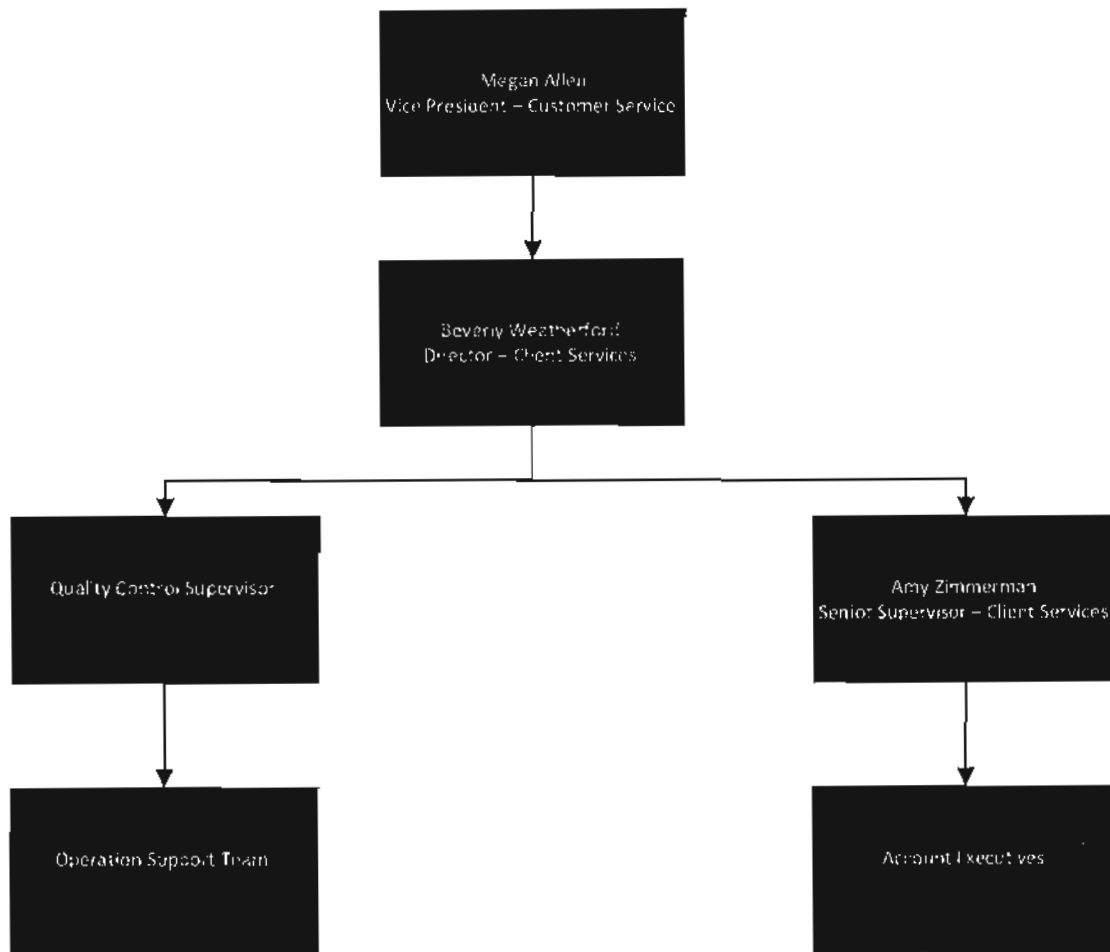 Megan Allen
Vice President – Customer Service
Beverly Weatherford
Director – Client Services
Quality Control Supervisor
Amy Zimmerman
Senior Supervisor – Client Services
Operation Support Team
Account Executives